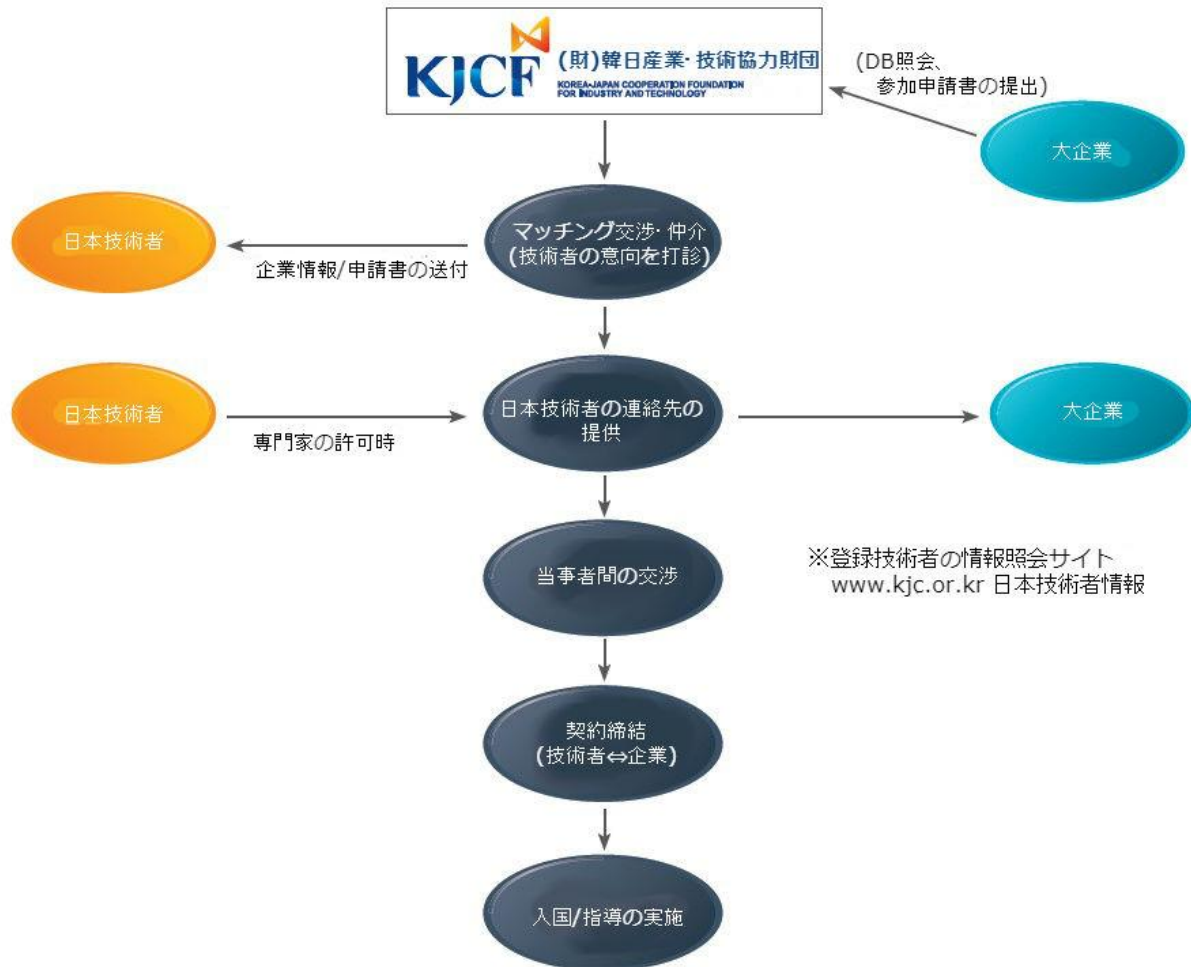 KJCF
(財)韓日産業・技術協力財団
KOREA-JAPAN COOPERATION FOUNDATION
FOR INDUSTRY AND TECHNOLOGY
(DB照会、
参加申請書の提出)
大企業
日本技術者
マッチング交渉・仲介
(技術者の意向を打診)
企業情報/申請書の送付
日本技術者
専門家の許可時
日本技術者の連絡先の
提供
大企業
当事者間の交渉
※登録技術者の情報照会サイト
www.kjc.or.kr 日本技術者情報
契約締結
(技術者⇔企業)
入国/指導の実施